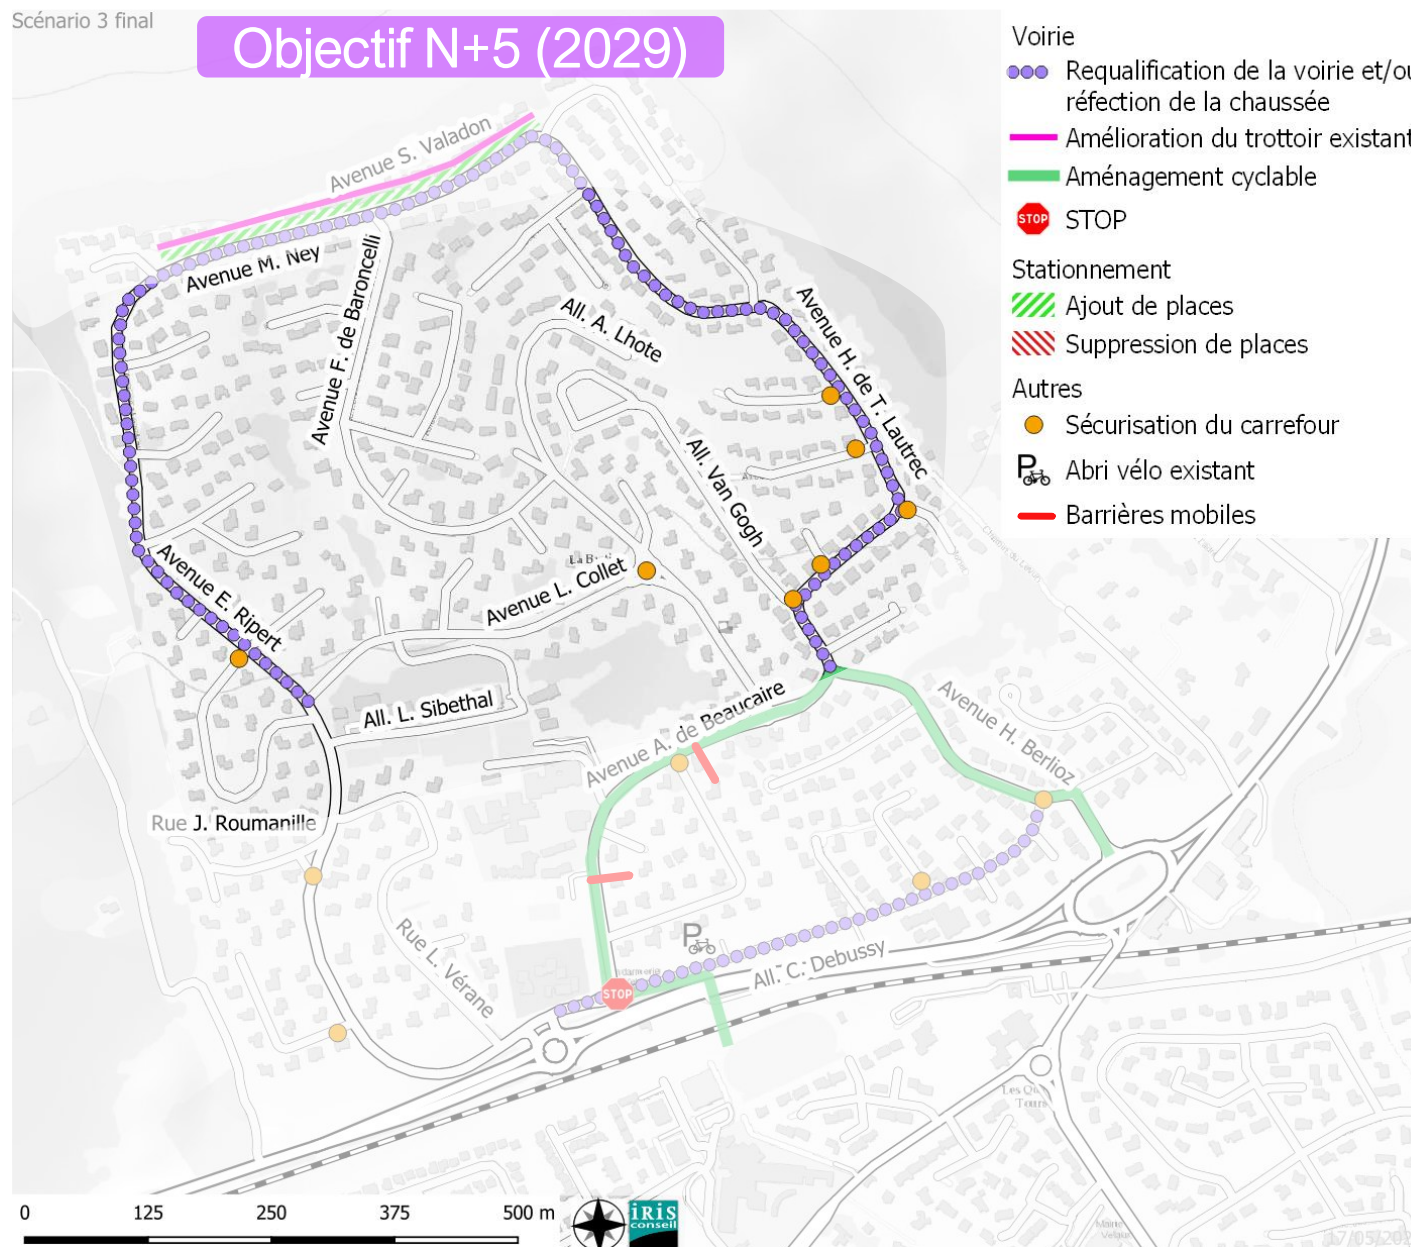 Scénario 3 final
Objectif N+5 (2029)
Voirie
Requalification de la voirie et/ou
réfection de la chaussée
Amélioration du trottoir existant
Aménagement cyclable
STOP
STOP
Stationnement
Ajout de places
Suppression de places
Autres
Sécurisation du carrefour
P
Abri vélo existant
Barrières mobiles
Avenue S. Valadon
Avenue M. Ney
Avenue F. de Baroncelli
All. A. Lhote
Avenue H. de T. Lautrec
All. Van Gogh
Avenue L. Collet
Avenue E. Ripert
All. L. Sibethal
Avenue A. de Beaucaire
Avenue H. Berlioz
Rue J. Roumanille
Rue L. Vérane
P
All. C. Debussy
STOP
Tours
0 125 250 375 500 m
iRiS
conseil